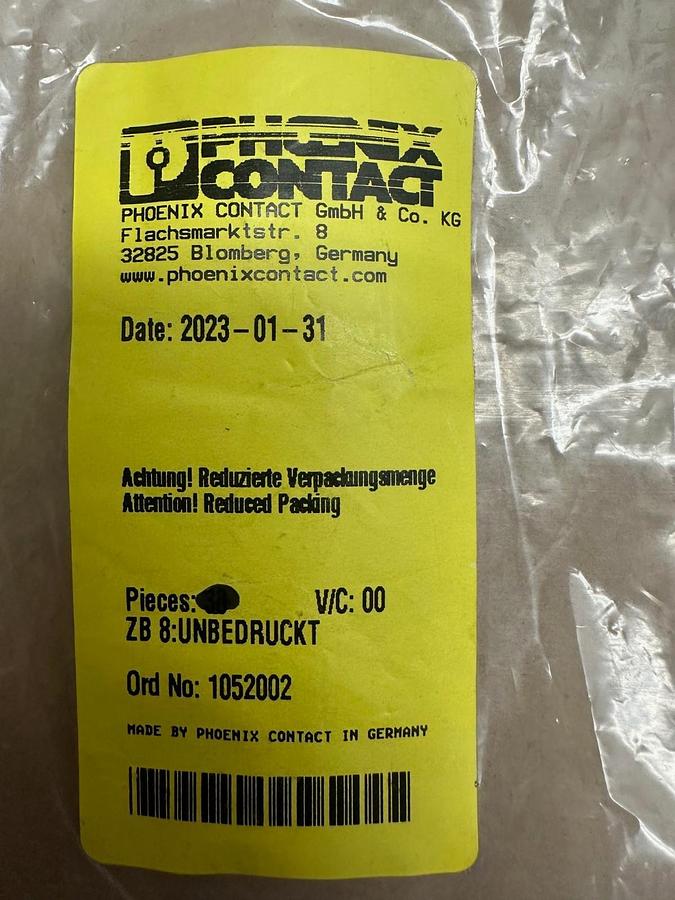 PHOENIX
CONTACT
PHOENIX CONTACT GmbH & Co. KG
Flachsmarktstr. 8
32825 Blomberg, Germany
www.phoenixcontact.com
Date: 2023-01-31
Achtung! Reduzierte Verpackungsmenge
Attention! Reduced Packing
Pieces: V/C: 00
ZB 8:UNBEDRUCKT
Ord No: 1052002
MADE BY PHOENIX CONTACT IN GERMANY